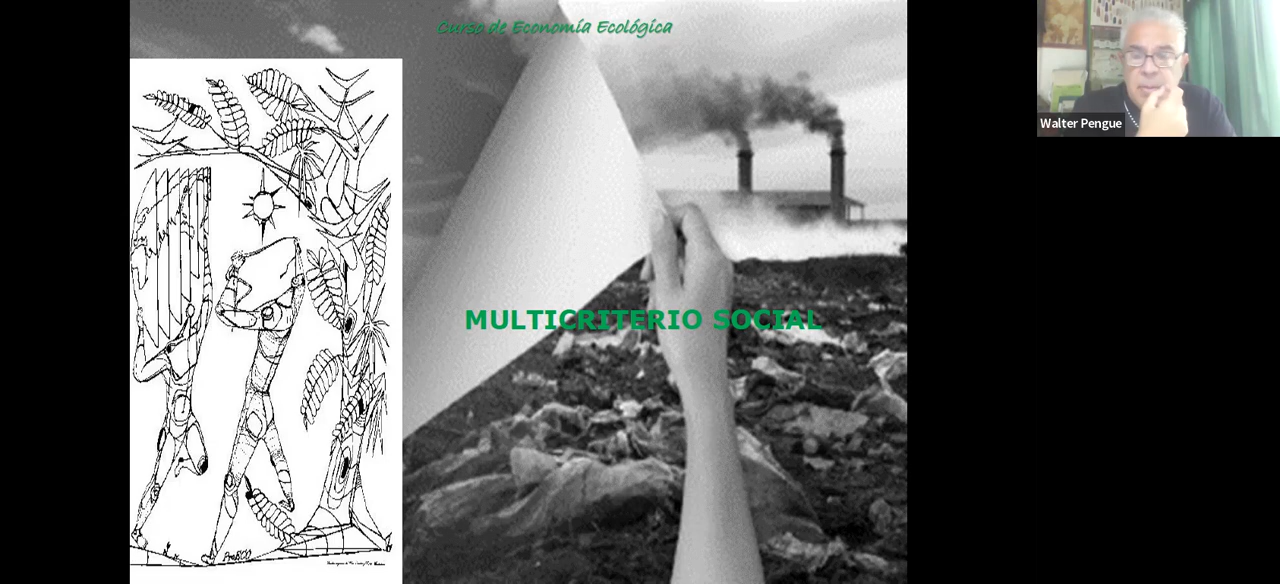 Curso de Economía Ecológica
MULTICRITERIO SOCIAL
Walter Pengue